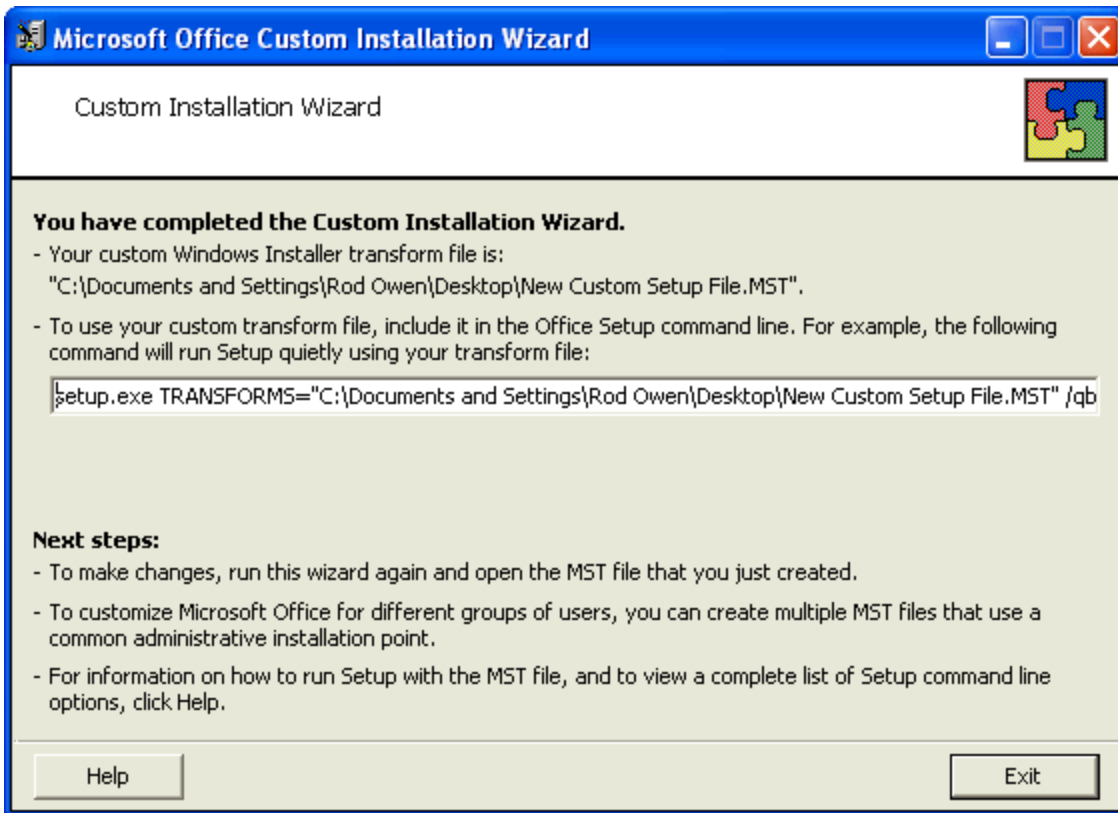 Microsoft Office Custom Installation Wizard
Custom Installation Wizard
You have completed the Custom Installation Wizard.
- Your custom Windows Installer transform file is:
"C:\Documents and Settings\Rod Owen\Desktop\New Custom Setup File.MST".
- To use your custom transform file, include it in the Office Setup command line. For example, the following
command will run Setup quietly using your transform file:
setup.exe TRANSFORMS="C:\Documents and Settings\Rod Owen\Desktop\New Custom Setup File.MST" /qb
Next steps:
- To make changes, run this wizard again and open the MST file that you just created.
- To customize Microsoft Office for different groups of users, you can create multiple MST files that use a
common administrative installation point.
- For information on how to run Setup with the MST file, and to view a complete list of Setup command line
options, click Help.
Help
Exit